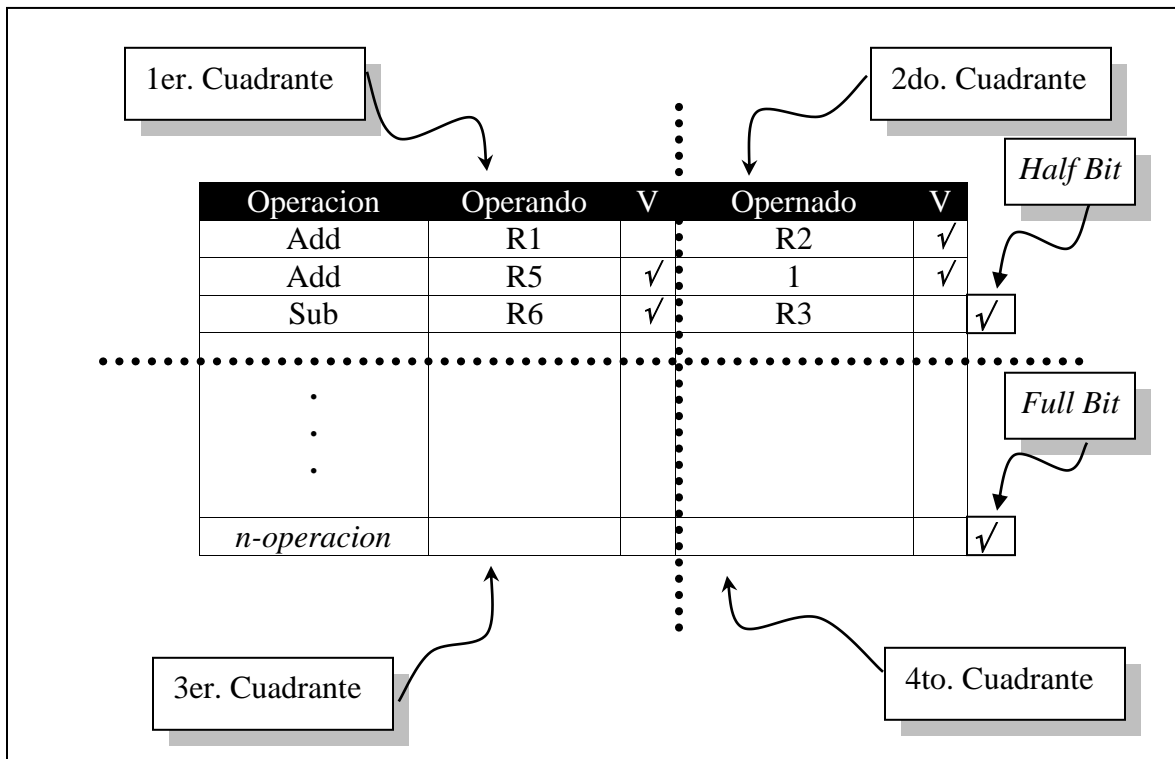 1er. Cuadrante
2do. Cuadrante
Half Bit
Operacion Operando V Opernado V
Add R1 R2 √
Add R5 √ 1 √
Sub R6 √ R3 √
Full Bit
.
.
.
n-operacion √
3er. Cuadrante
4to. Cuadrante